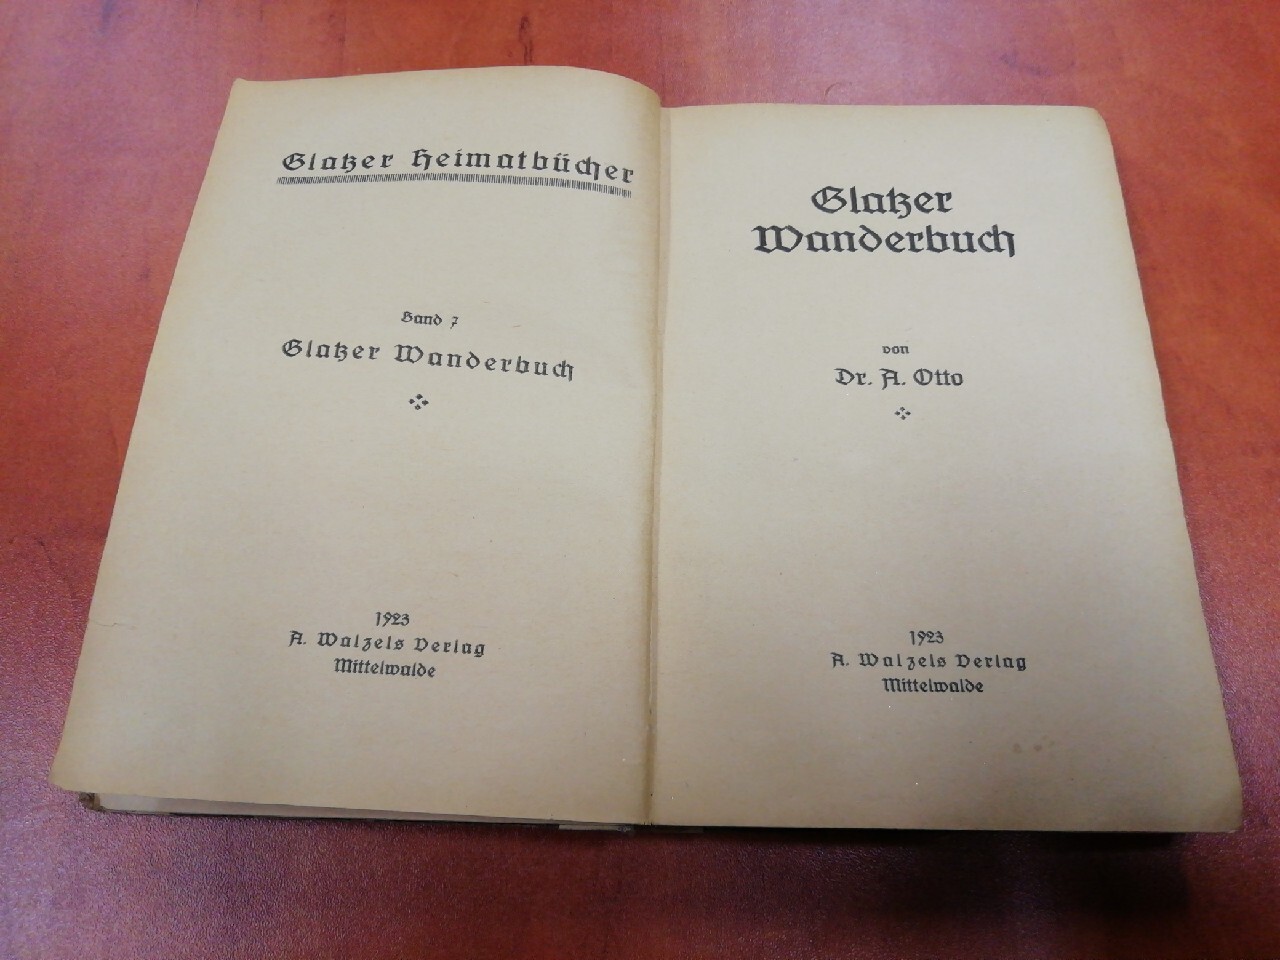 Glatzer Heimatbücher
Band 7
Glatzer Wanderbuch
1923
A. Walzels Verlag
Mittelwalde
Glatzer
Wanderbuch
von
Dr. A. Otto
1923
A. Walzels Verlag
Mittelwalde